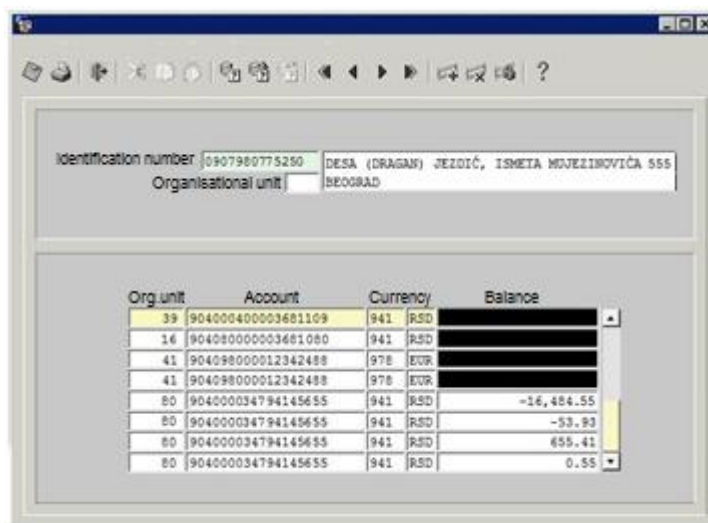 Identification number 0907980775250 DESA (DRAGAN) JEZDIĆ, ISMETA MUJEZINOVIĆA 555
Organisational unit BEOGRAD
Org.unit Account Currency Balance
39 904000400003681109 941 RSD
16 904080000003681080 941 RSD
41 904098000012342488 978 EUR
41 904098000012342488 978 EUR
80 904000034794145655 941 RSD -16,484.55
80 904000034794145655 941 RSD -53.93
80 904000034794145655 941 RSD 655.41
80 904000034794145655 941 RSD 0.55